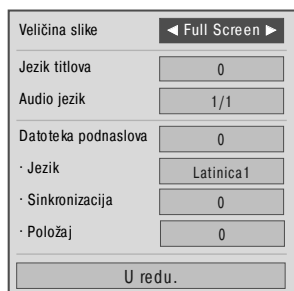 Veličina slike ◄ Full Screen ►
Jezik titlova 0
Audio jezik 1/1
Datoteka podnaslova 0
· Jezik Latinica1
· Sinkronizacija 0
· Položaj 0
U redu.